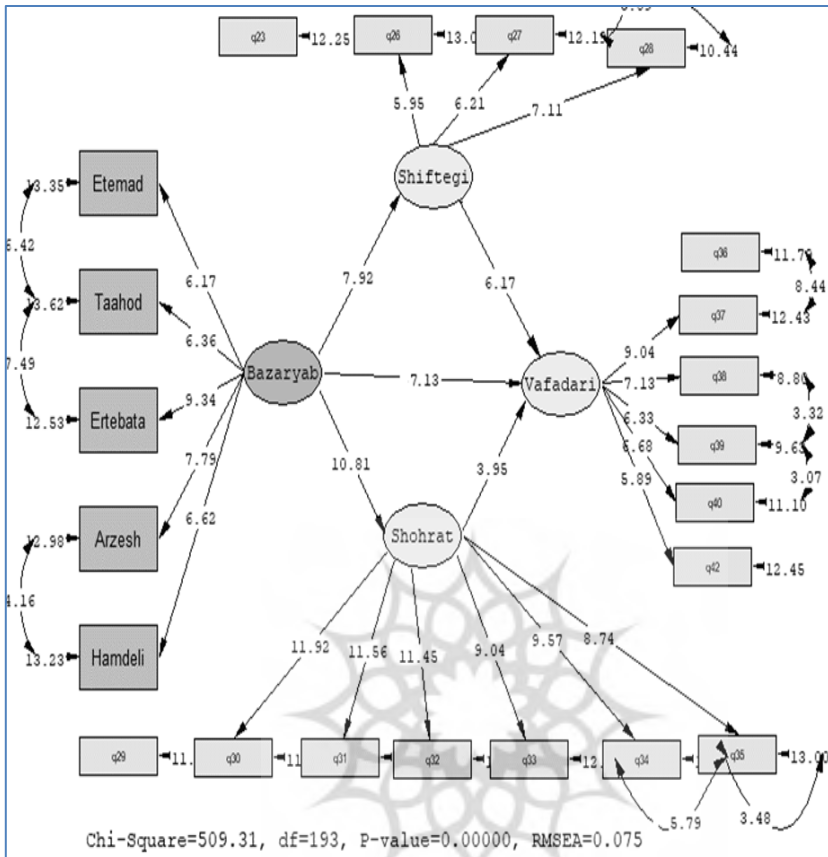 q23 12.25 q26 13.0 q27 12.19 q28 10.44
5.95 6.21 7.11
Shiftegi
13.35 Etemad
6.42
6.17
13.62 Taahod
7.92
6.17
q36 11.79
8.44
q37 12.43
6.36
7.49
Bazaryab
7.13
Vafadari
9.04
7.13
q38 8.80
3.32
12.53 Ertebata
9.34
6.33
q39 9.63
6.68
3.07
7.79
10.81
3.95
5.89
q40 11.10
6.62
12.98 Arzesh
Shohrat
q42 12.45
4.16
13.23 Hamdeli
11.92 11.56 11.45 9.04 9.57 8.74
q29 11. q30 11 q31 q32 1 q33 12. q34 q35 13.00
5.79 3.48
Chi-Square=509.31, df=193, P-value=0.00000, RMSEA=0.075